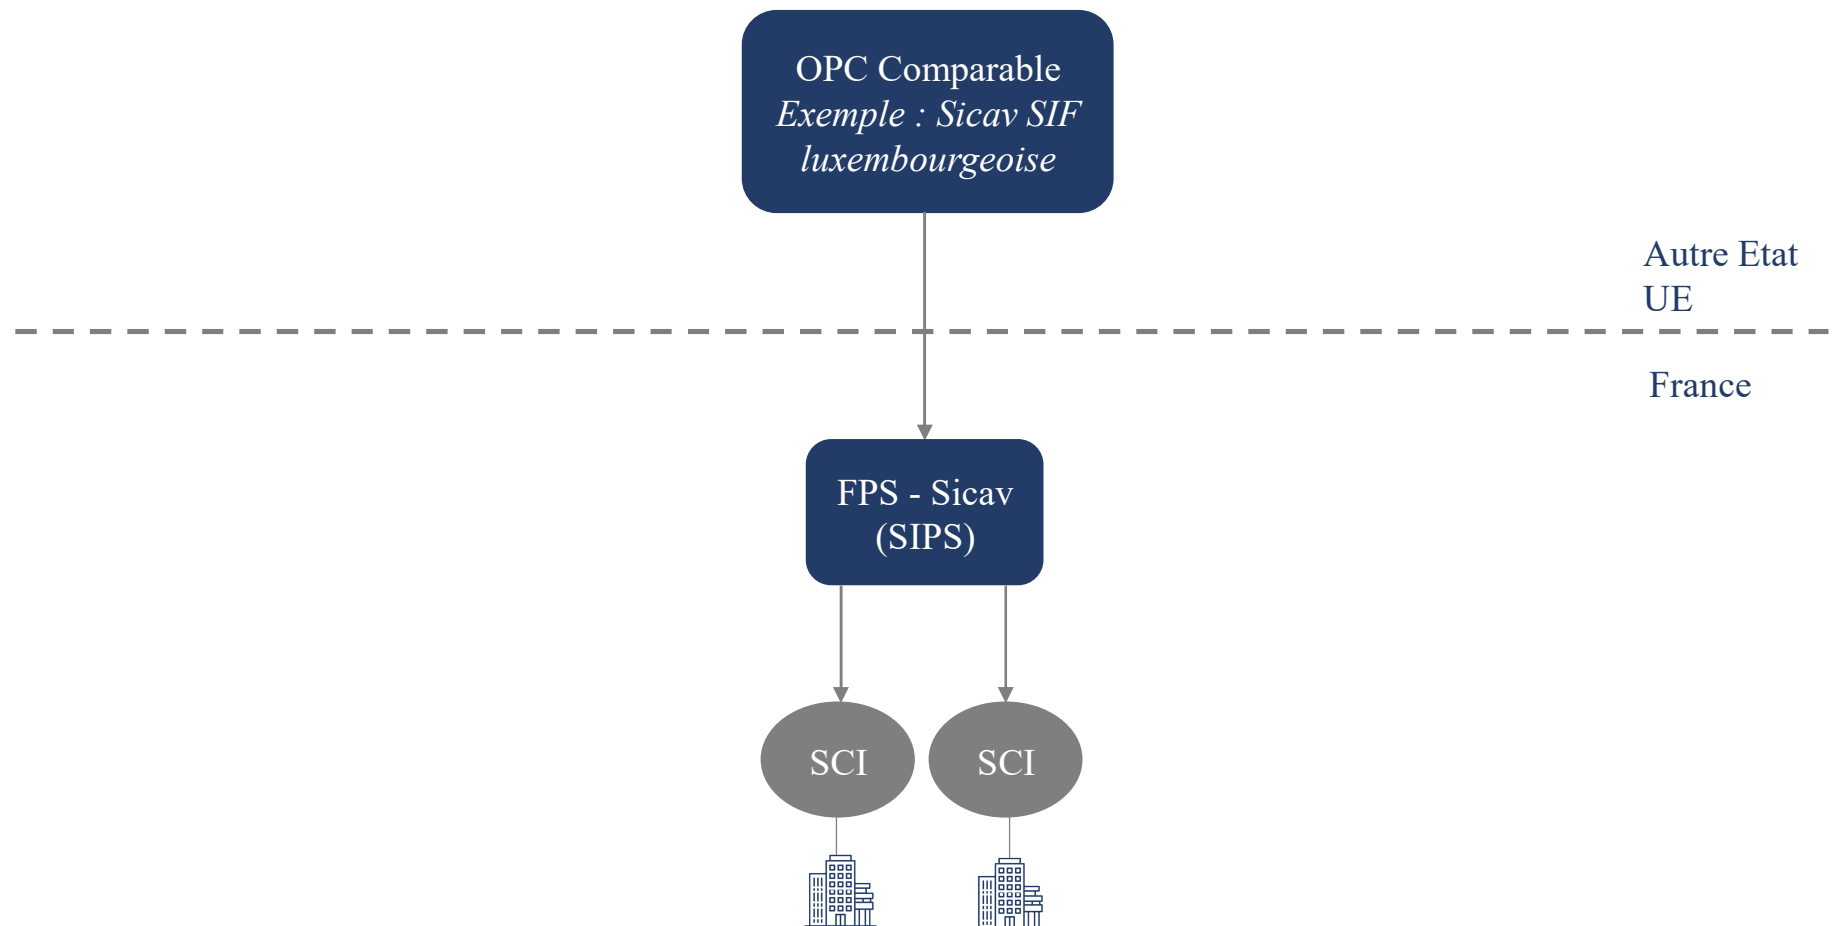 OPC Comparable
Exemple : Sicav SIF
luxembourgeoise
Autre Etat
UE
France
FPS - Sicav
(SIPS)
SCI
SCI